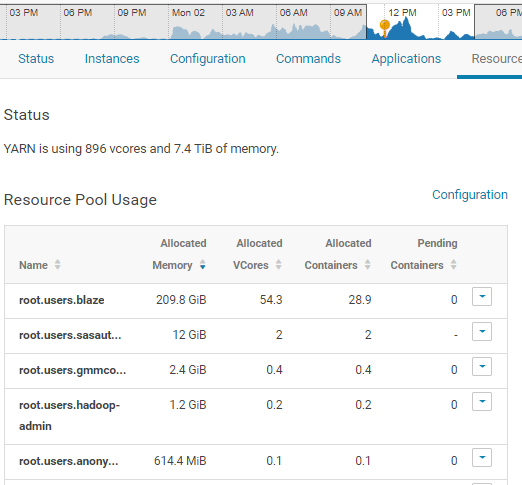 03 PM 06 PM 09 PM Mon 02 03 AM 06 AM 09 AM 12 PM 03 PM 06 PM
Status Instances Configuration Commands Applications Resource
Status
YARN is using 896 vcores and 7.4 TiB of memory.
Resource Pool Usage Configuration
Allocated Allocated Allocated Pending
Name Memory VCores Containers Containers
root.users.blaze 209.8 GiB 54.3 28.9 0
root.users.sasaut... 12 GiB 2 2 -
root.users.gmmco... 2.4 GiB 0.4 0.4 0
root.users.hadoop- 1.2 GiB 0.2 0.2 0
admin
root.users.anony... 614.4 MiB 0.1 0.1 0